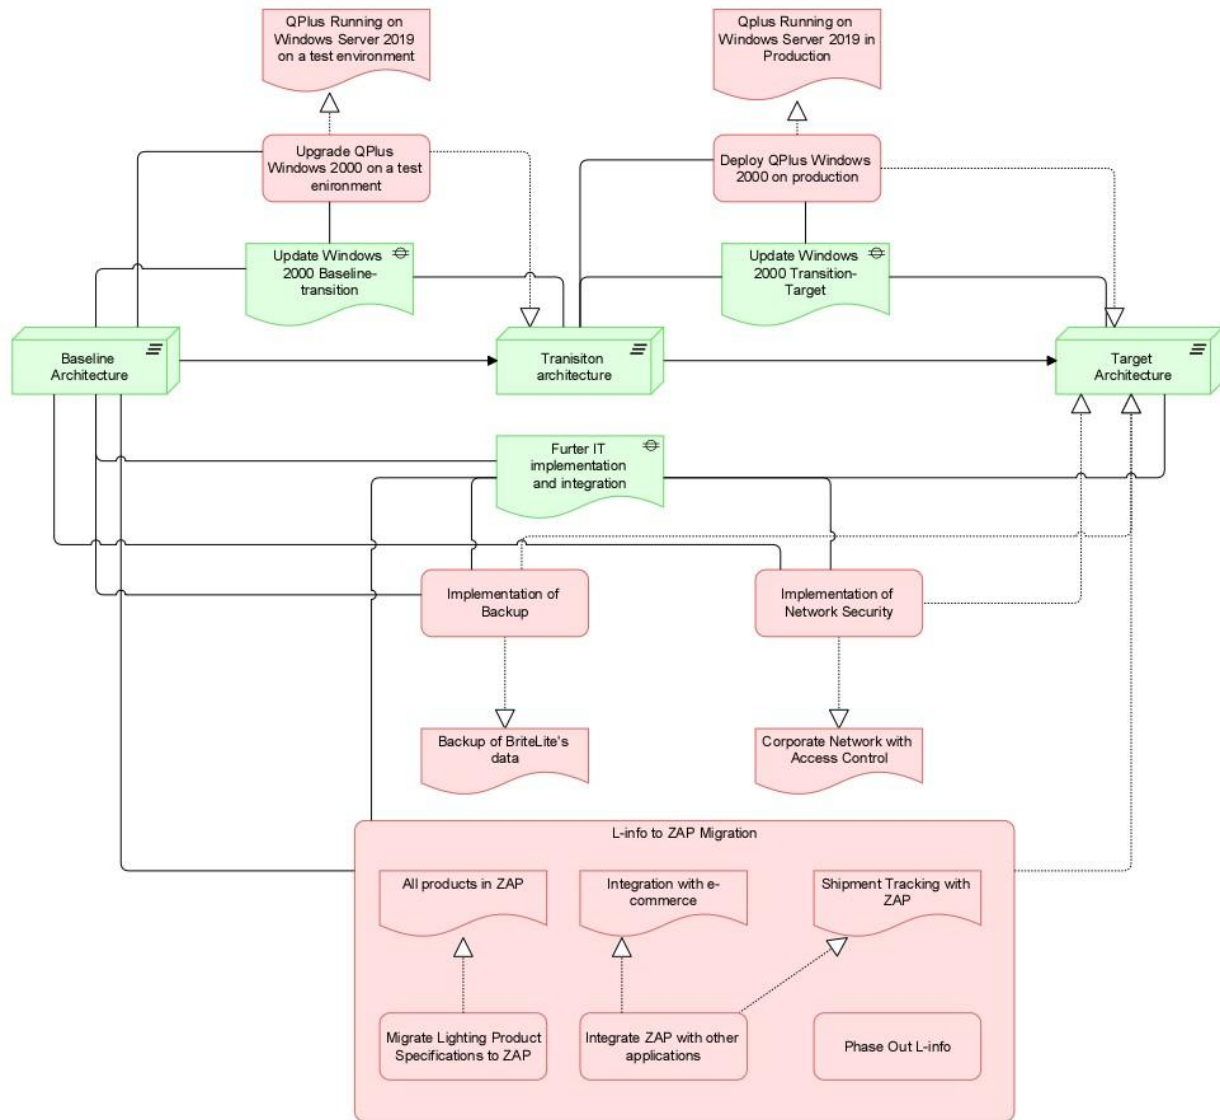 QPlus Running on
Windows Server 2019
on a test environment
Qplus Running on
Windows Server 2019 in
Production
Upgrade QPlus
Windows 2000 on a test
enironment
Deploy QPlus Windows
2000 on production
Update Windows
2000 Baseline-
transition
Update Windows
2000 Transition-
Target
Baseline
Architecture
Tranisiton
architecture
Target
Architecture
Furter IT
implementation
and integration
Implementation of
Backup
Implementation of
Network Security
Backup of BriteLite's
data
Corporate Network with
Access Control
L-info to ZAP Migration
All products in ZAP
Integration with e-
commerce
Shipment Tracking with
ZAP
Migrate Lighting Product
Specifications to ZAP
Integrate ZAP with other
applications
Phase Out L-info